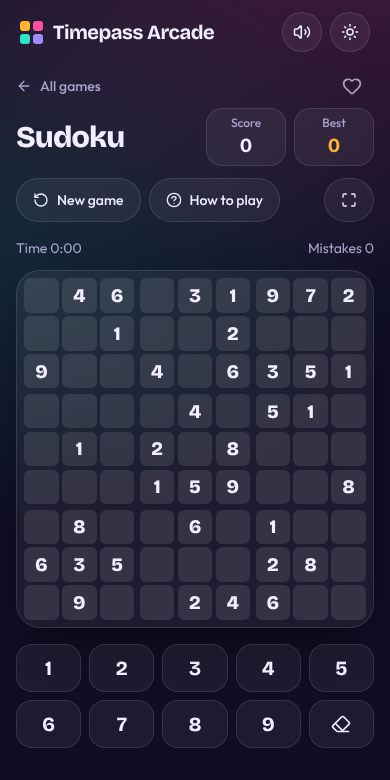 Timepass Arcade
All games
Sudoku
Score
0
Best
0
New game
How to play
Time 0:00
Mistakes 0
4 6 3 1 9 7 2
1 2
9 4 6 3 5 1
4 5 1
1 2 8
1 5 9 8
8 6 1
6 3 5 2 8
9 2 4 6
1 2 3 4 5
6 7 8 9